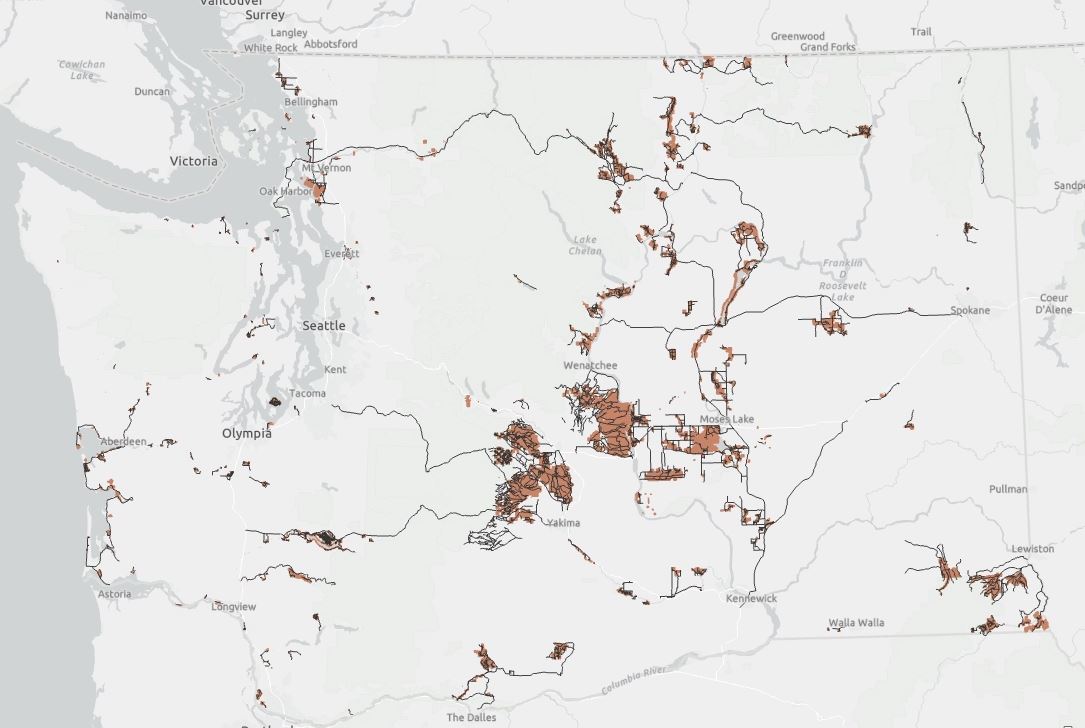 Vancouver
Nanaimo
Surrey
Langley
White Rock
Abbotsford
Greenwood
Grand Forks
Trail
Cowichan
Lake
Duncan
Bellingham
Victoria
Mt Vernon
Oak Harbor
Lake
Chelan
Everett
Franklin
D
Roosevelt
Lake
Coeur
D'Alene
Spokane
Seattle
Kent
Wenatchee
Tacoma
Moses Lake
Olympia
Aberdeen
Pullman
Yakima
Lewiston
Astoria
Longview
Kennewick
Walla Walla
Columbia River
The Dalles